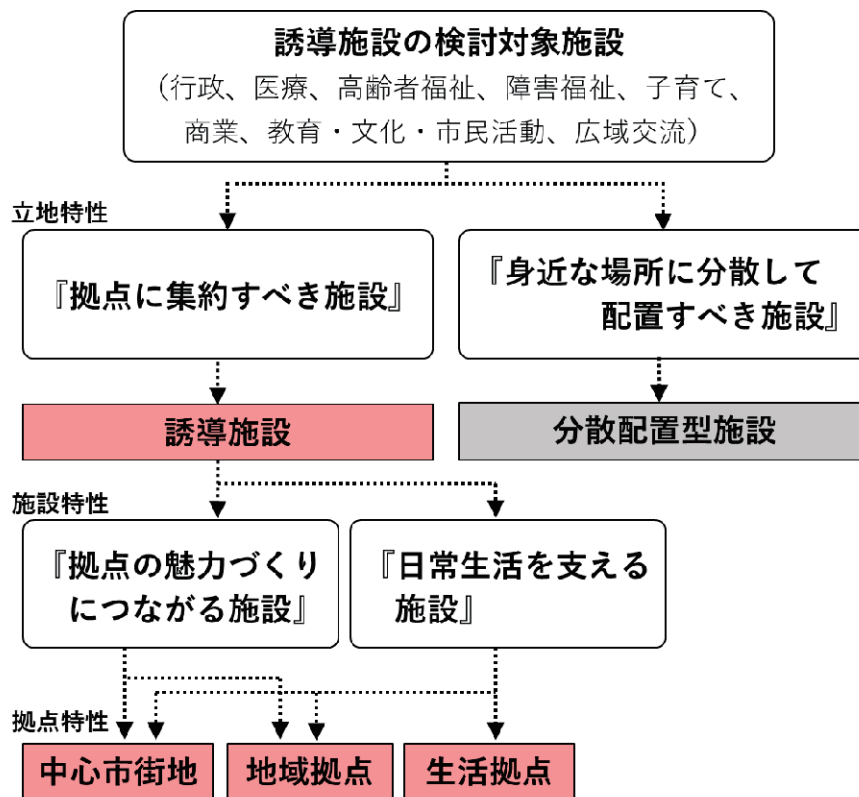 誘導施設の検討対象施設
（行政、医療、高齢者福祉、障害福祉、子育て、
商業、教育・文化・市民活動、広域交流）
立地特性
『拠点に集約すべき施設』
『身近な場所に分散して
配置すべき施設』
誘導施設
分散配置型施設
施設特性
『拠点の魅力づくり
につながる施設』
『日常生活を支える
施設』
拠点特性
中心市街地
地域拠点
生活拠点